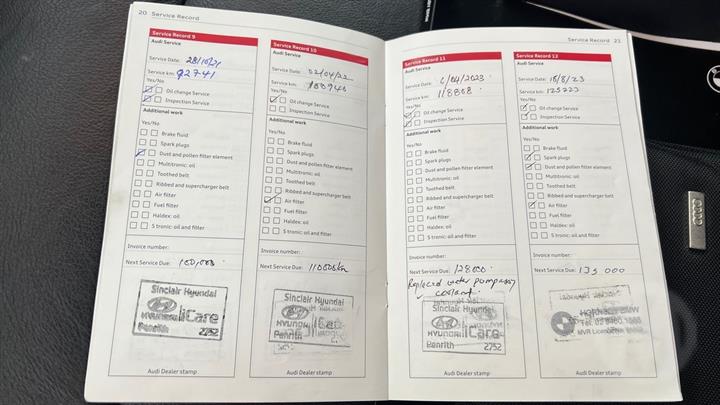 20 Service Record
Service Record 9
Audi Service
Service Date: 28/10/21
Service km: 92741
Yes/No
Oil change Service
Inspection Service
Additional work
Yes/No
Brake fluid
Spark plugs
Dust and pollen filter element
Multitronic: oil
Toothed belt
Ribbed and supercharger belt
Air filter
Fuel filter
Haldex: oil
S tronic: oil and filter
Invoice number:
Next Service Due: 100,000
Sinclair Hyundai
HYUNDAI iCare
Penrith 2752
Audi Dealer stamp
Service Record 10
Audi Service
Service Date: 02/04/22
Service km:
Yes/No
Oil change Service
Inspection Service
Additional work
Yes/No
Brake fluid
Spark plugs
Dust and pollen filter element
Multitronic: oil
Toothed belt
Ribbed and supercharger belt
Air filter
Fuel filter
Haldex: oil
S tronic: oil and filter
Invoice number:
Next Service Due: 110000km
Sinclair Hyundai
HYUNDAI iCare
Penrith
Audi Dealer stamp
Service Record 21
Service Record 11
Audi Service
Service Date: /04/2023
Service km: 118808
Yes/No
Oil change Service
Inspection Service
Additional work
Yes/No
Brake fluid
Spark plugs
Dust and pollen filter element
Multitronic: oil
Toothed belt
Ribbed and supercharger belt
Air filter
Fuel filter
Haldex: oil
S tronic: oil and filter
Invoice number:
Next Service Due: 128000
Replaced water pump
coolant.
Sinclair Hyundai
HYUNDAI iCare
Penrith 2752
Audi Dealer stamp
Service Record 12
Audi Service
Service Date: 18/8/23
Service km: 125223
Yes/No
Oil change Service
Inspection Service
Additional work
Yes/No
Brake fluid
Spark plugs
Dust and pollen filter element
Multitronic: oil
Toothed belt
Ribbed and supercharger belt
Air filter
Fuel filter
Haldex: oil
S tronic: oil and filter
Invoice number:
Next Service Due: 135 000
BMW
Audi Dealer stamp